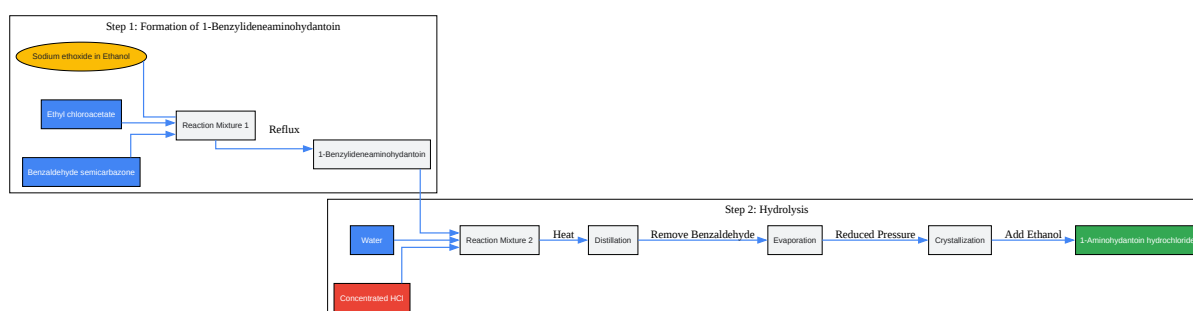 Step 1: Formation of 1-Benzylideneaminohydantoin
Sodium ethoxide in Ethanol
Ethyl chloroacetate
Reaction Mixture 1
Reflux
1-Benzylideneaminohydantoin
Benzaldehyde semicarbazone
Step 2: Hydrolysis
Water
Reaction Mixture 2
Heat
Distillation
Remove Benzaldehyde
Evaporation
Reduced Pressure
Crystallization
Add Ethanol
1-Aminohydantoin hydrochloride
Concentrated HCl